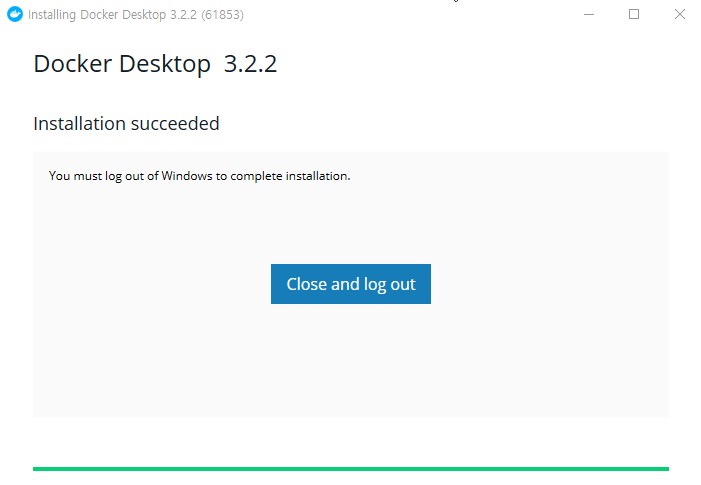 Installing Docker Desktop 3.2.2 (61853)
Docker Desktop 3.2.2
Installation succeeded
You must log out of Windows to complete installation.
Close and log out